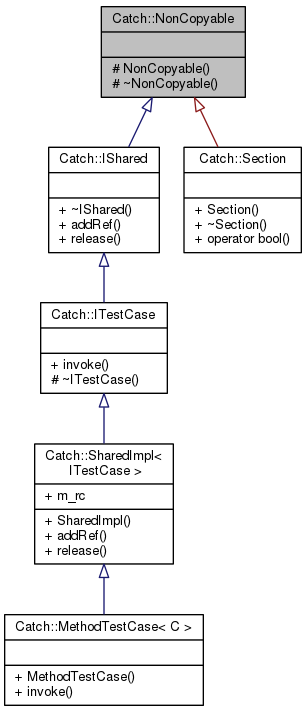 Catch::NonCopyable
# NonCopyable()
# ~NonCopyable()
Catch::IShared
+ ~IShared()
+ addRef()
+ release()
Catch::Section
+ Section()
+ ~Section()
+ operator bool()
Catch::ITestCase
+ invoke()
# ~ITestCase()
Catch::SharedImpl<
ITestCase >
+ m_rc
+ SharedImpl()
+ addRef()
+ release()
Catch::MethodTestCase< C >
+ MethodTestCase()
+ invoke()